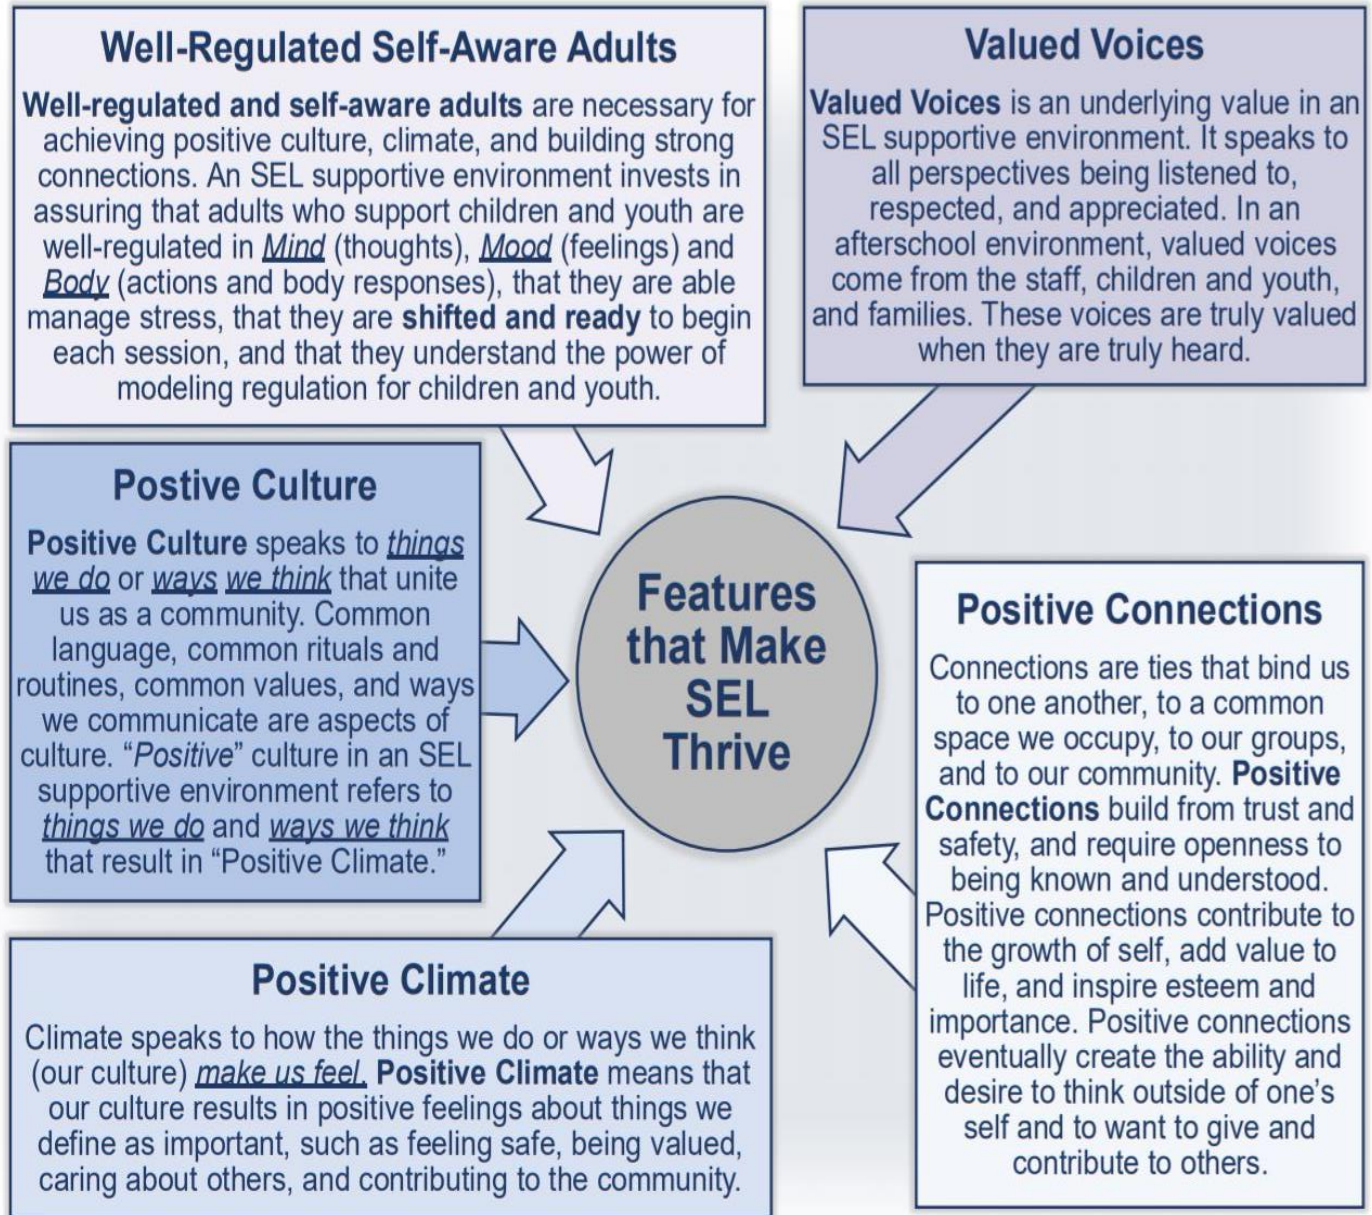 Well-Regulated Self-Aware Adults
Well-regulated and self-aware adults are necessary for
achieving positive culture, climate, and building strong
connections. An SEL supportive environment invests in
assuring that adults who support children and youth are
well-regulated in Mind (thoughts), Mood (feelings) and
Body (actions and body responses), that they are able
manage stress, that they are shifted and ready to begin
each session, and that they understand the power of
modeling regulation for children and youth.
Valued Voices
Valued Voices is an underlying value in an
SEL supportive environment. It speaks to
all perspectives being listened to,
respected, and appreciated. In an
afterschool environment, valued voices
come from the staff, children and youth,
and families. These voices are truly valued
when they are truly heard.
Postive Culture
Positive Culture speaks to things
we do or ways we think that unite
us as a community. Common
language, common rituals and
routines, common values, and ways
we communicate are aspects of
culture. “Positive” culture in an SEL
supportive environment refers to
things we do and ways we think
that result in “Positive Climate.”
Features
that Make
SEL
Thrive
Positive Connections
Connections are ties that bind us
to one another, to a common
space we occupy, to our groups,
and to our community. Positive
Connections build from trust and
safety, and require openness to
being known and understood.
Positive connections contribute to
the growth of self, add value to
life, and inspire esteem and
importance. Positive connections
eventually create the ability and
desire to think outside of one’s
self and to want to give and
contribute to others.
Positive Climate
Climate speaks to how the things we do or ways we think
(our culture) make us feel. Positive Climate means that
our culture results in positive feelings about things we
define as important, such as feeling safe, being valued,
caring about others, and contributing to the community.